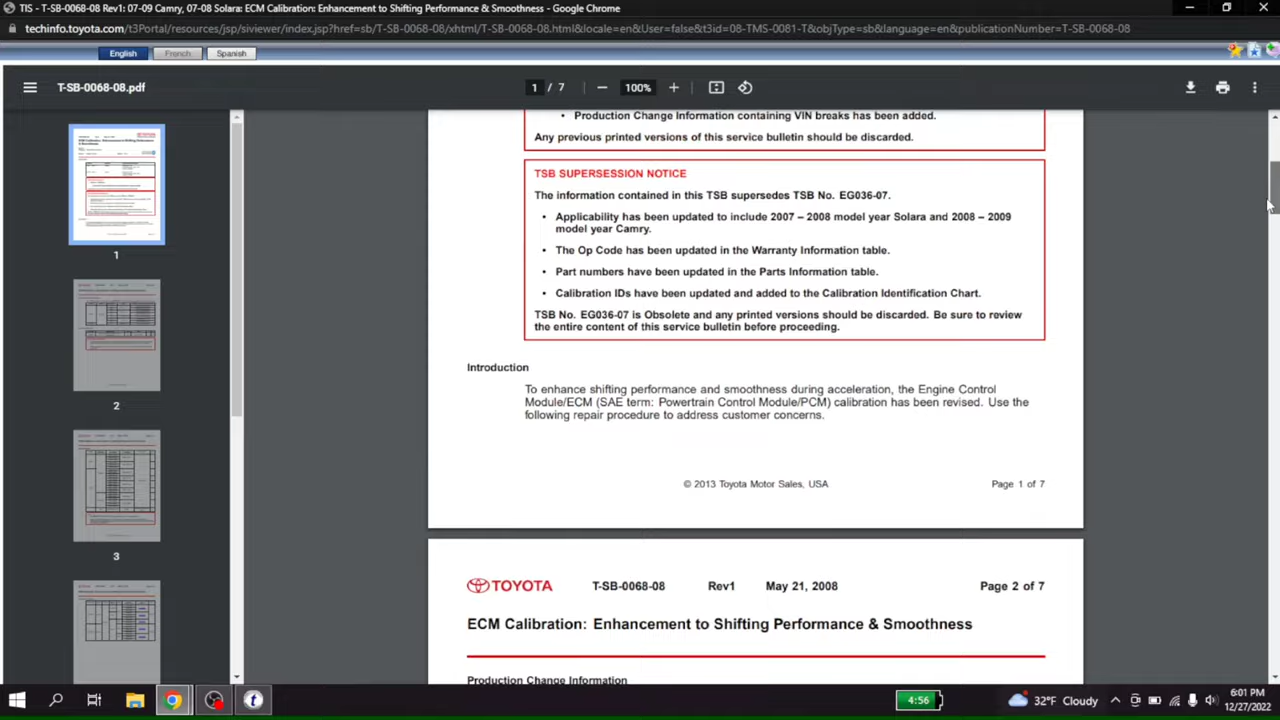 TIS - T-SB-0068-08 Rev1: 07-09 Camry, 07-08 Solara: ECM Calibration: Enhancement to Shifting Performance & Smoothness - Google Chrome
techinfo.toyota.com/t3Portal/resources/jsp/siviewer/index.jsp?href=sb/T-SB-0068-08/xhtml/T-SB-0068-08.html&locale=en&User=false&t3id=08-TMS-0081-T&objType=sb&language=en&publicationNumber=T-SB-0068-08
English French Spanish
T-SB-0068-08.pdf 1 / 7 100%
• Production Change Information containing VIN breaks has been added.
Any previous printed versions of this service bulletin should be discarded.
TSB SUPERSESSION NOTICE
The information contained in this TSB supersedes TSB No. EG036-07.
• Applicability has been updated to include 2007 – 2008 model year Solara and 2008 – 2009
model year Camry.
• The Op Code has been updated in the Warranty Information table.
• Part numbers have been updated in the Parts Information table.
• Calibration IDs have been updated and added to the Calibration Identification Chart.
TSB No. EG036-07 is Obsolete and any printed versions should be discarded. Be sure to review
the entire content of this service bulletin before proceeding.
Introduction
To enhance shifting performance and smoothness during acceleration, the Engine Control
Module/ECM (SAE term: Powertrain Control Module/PCM) calibration has been revised. Use the
following repair procedure to address customer concerns.
© 2013 Toyota Motor Sales, USA Page 1 of 7
TOYOTA T-SB-0068-08 Rev1 May 21, 2008 Page 2 of 7
ECM Calibration: Enhancement to Shifting Performance & Smoothness
Production Change Information
1
2
3
4:56
32°F Cloudy
6:01 PM
12/27/2022